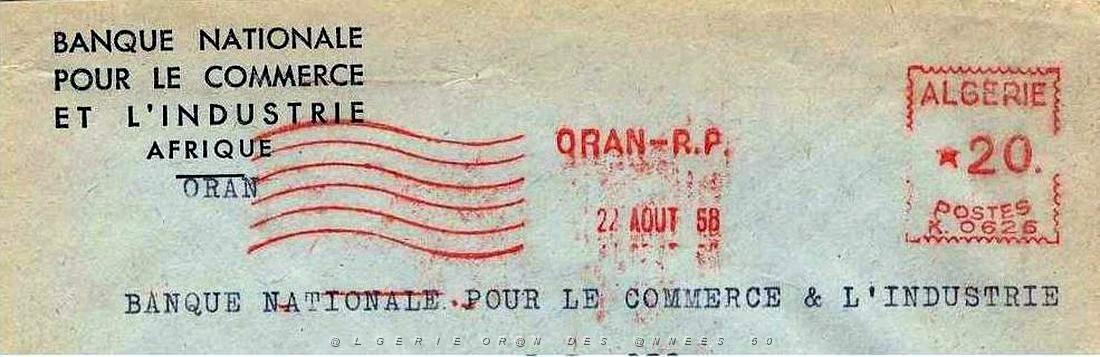 BANQUE NATIONALE
POUR LE COMMERCE
ET L'INDUSTRIE
AFRIQUE
ORAN
ORAN-R.P.
22 AOUT 58
ALGERIE
★20.
POSTES
K. 0626
BANQUE NATIONALE POUR LE COMMERCE & L'INDUSTRIE
@LGERIE OR@N DES @NNEES 50